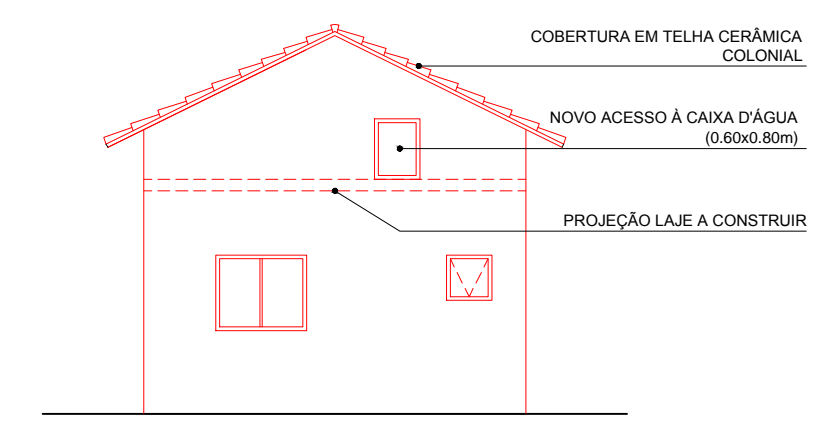 COBERTURA EM TELHA CERÂMICA
COLONIAL
NOVO ACESSO À CAIXA D'ÁGUA
(0.60x0.80m)
PROJEÇÃO LAJE A CONSTRUIR